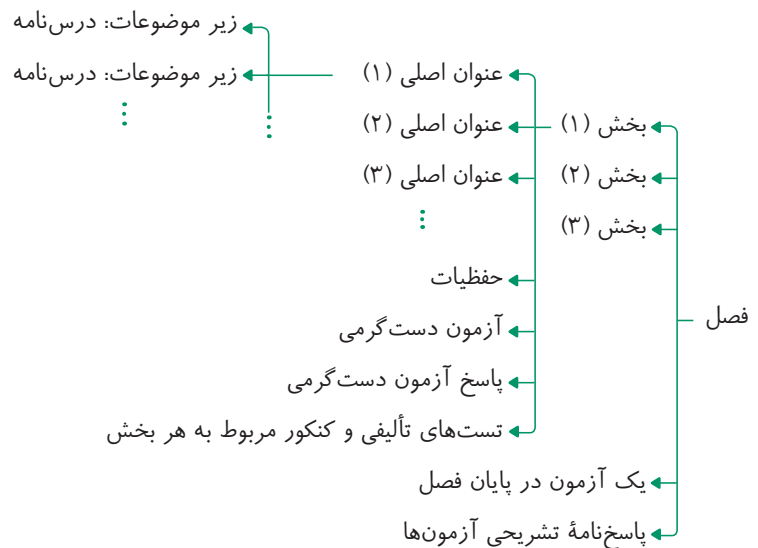 زیر موضوعات: درس‌نامه
عنوان اصلی (۱) زیر موضوعات: درس‌نامه
بخش (۱) عنوان اصلی (۲)
بخش (۲) عنوان اصلی (۳)
بخش (۳)
حفظیات
فصل
آزمون دست‌گرمی
پاسخ آزمون دست‌گرمی
تست‌های تألیفی و کنکور مربوط به هر بخش
یک آزمون در پایان فصل
پاسخ‌نامهٔ تشریحی آزمون‌ها